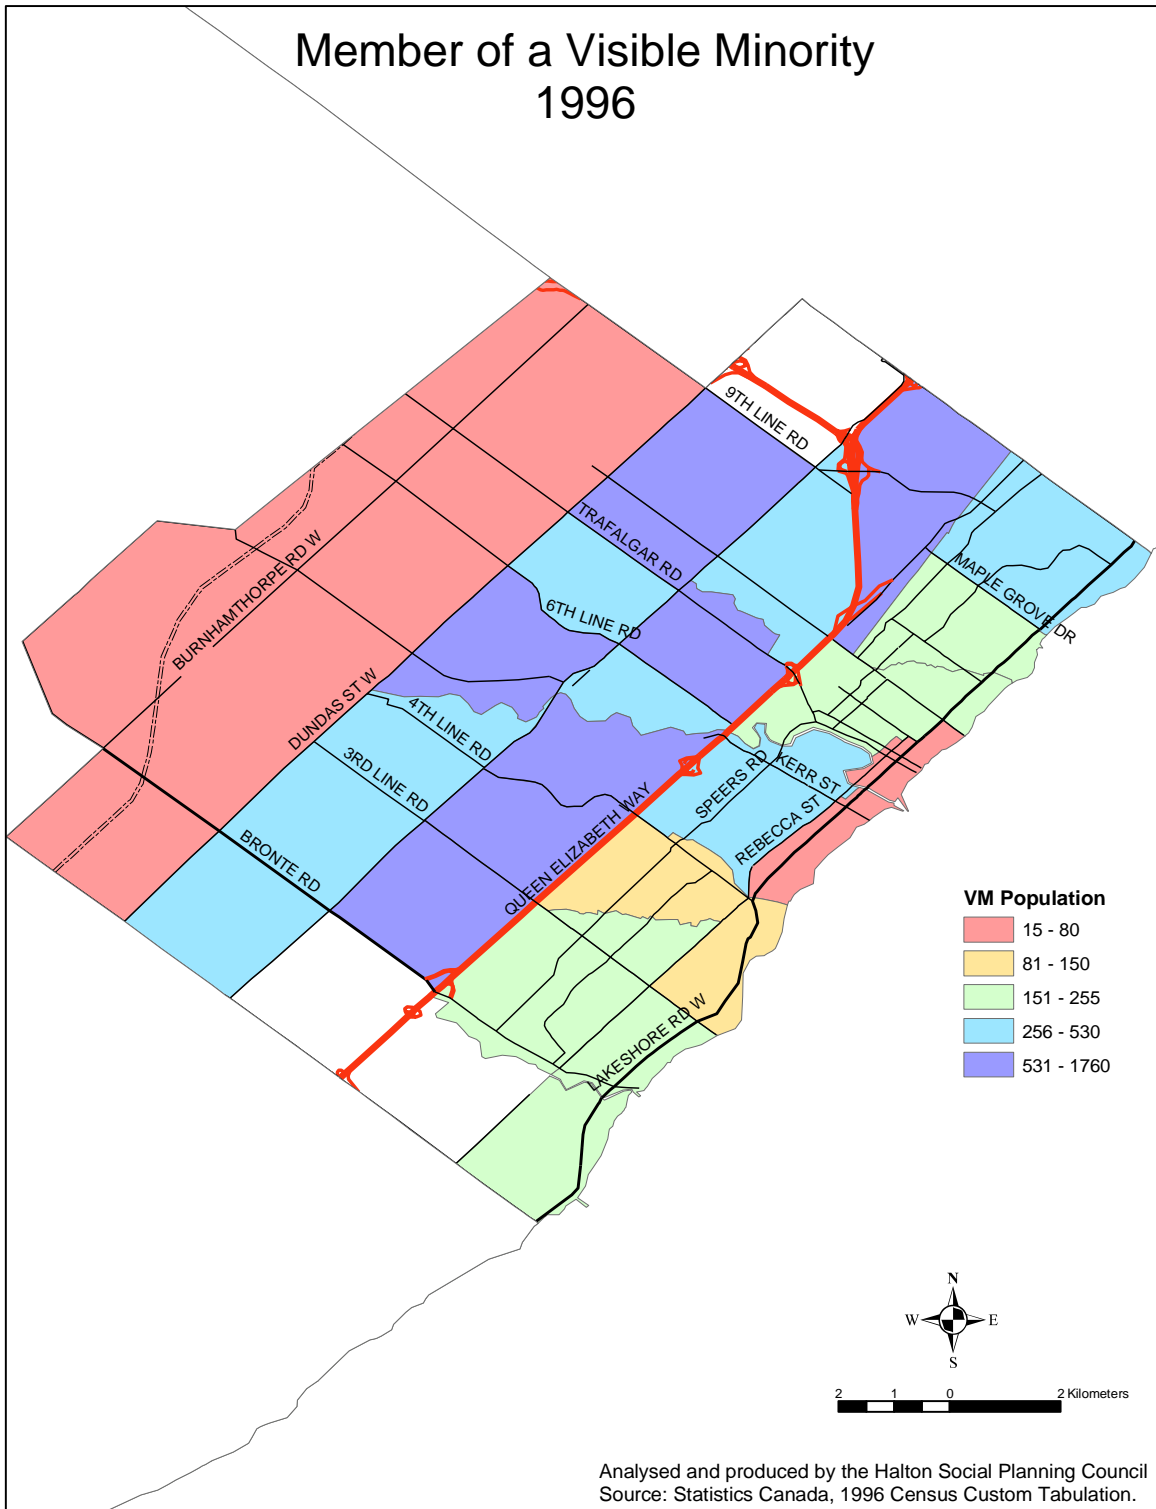 Member of a Visible Minority
1996
9TH LINE RD
TRAFALGAR RD
MAPLE GROVE DR
BURNHAMTHORPE RD W
6TH LINE RD
DUNDAS ST W
4TH LINE RD
3RD LINE RD
SPEERS RD
KERR ST
QUEEN ELIZABETH WAY
REBECCA ST
BRONTE RD
LAKESHORE RD W
VM Population
15 - 80
81 - 150
151 - 255
256 - 530
531 - 1760
N
W E
S
2 1 0 2 Kilometers
Analysed and produced by the Halton Social Planning Council
Source: Statistics Canada, 1996 Census Custom Tabulation.